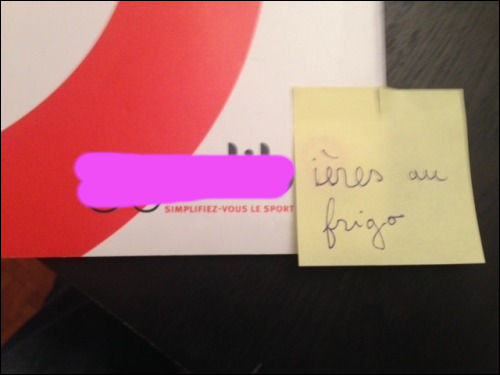 SIMPLIFIEZ-VOUS LE SPORT
ières au
frigo